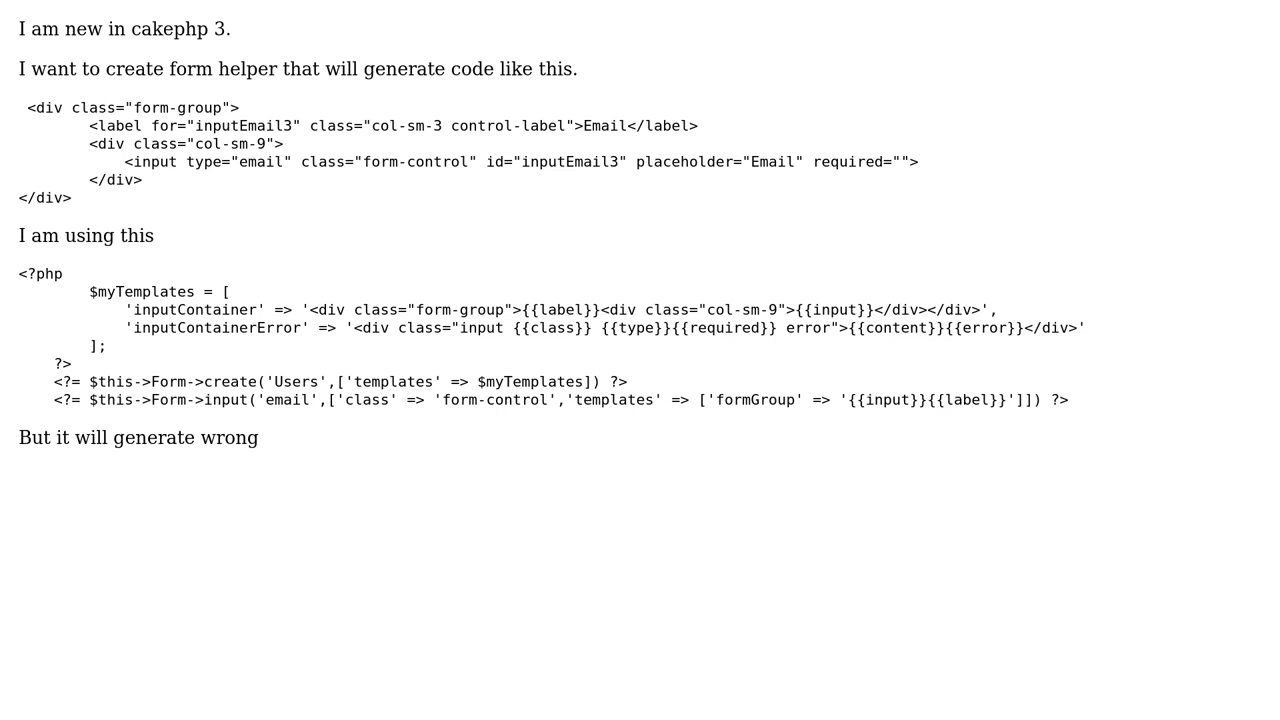 I am new in cakephp 3.
I want to create form helper that will generate code like this.
<div class="form-group">
<label for="inputEmail3" class="col-sm-3 control-label">Email</label>
<div class="col-sm-9">
<input type="email" class="form-control" id="inputEmail3" placeholder="Email" required="">
</div>
</div>
I am using this
<?php
$myTemplates = [
'inputContainer' => '<div class="form-group">{{label}}<div class="col-sm-9">{{input}}</div></div>',
'inputContainerError' => '<div class="input {{class}} {{type}}{{required}} error">{{content}}{{error}}</div>'
];
?>
<?= $this->Form->create('Users',['templates' => $myTemplates]) ?>
<?= $this->Form->input('email',['class' => 'form-control','templates' => ['formGroup' => '{{input}}{{label}}']]) ?>
But it will generate wrong